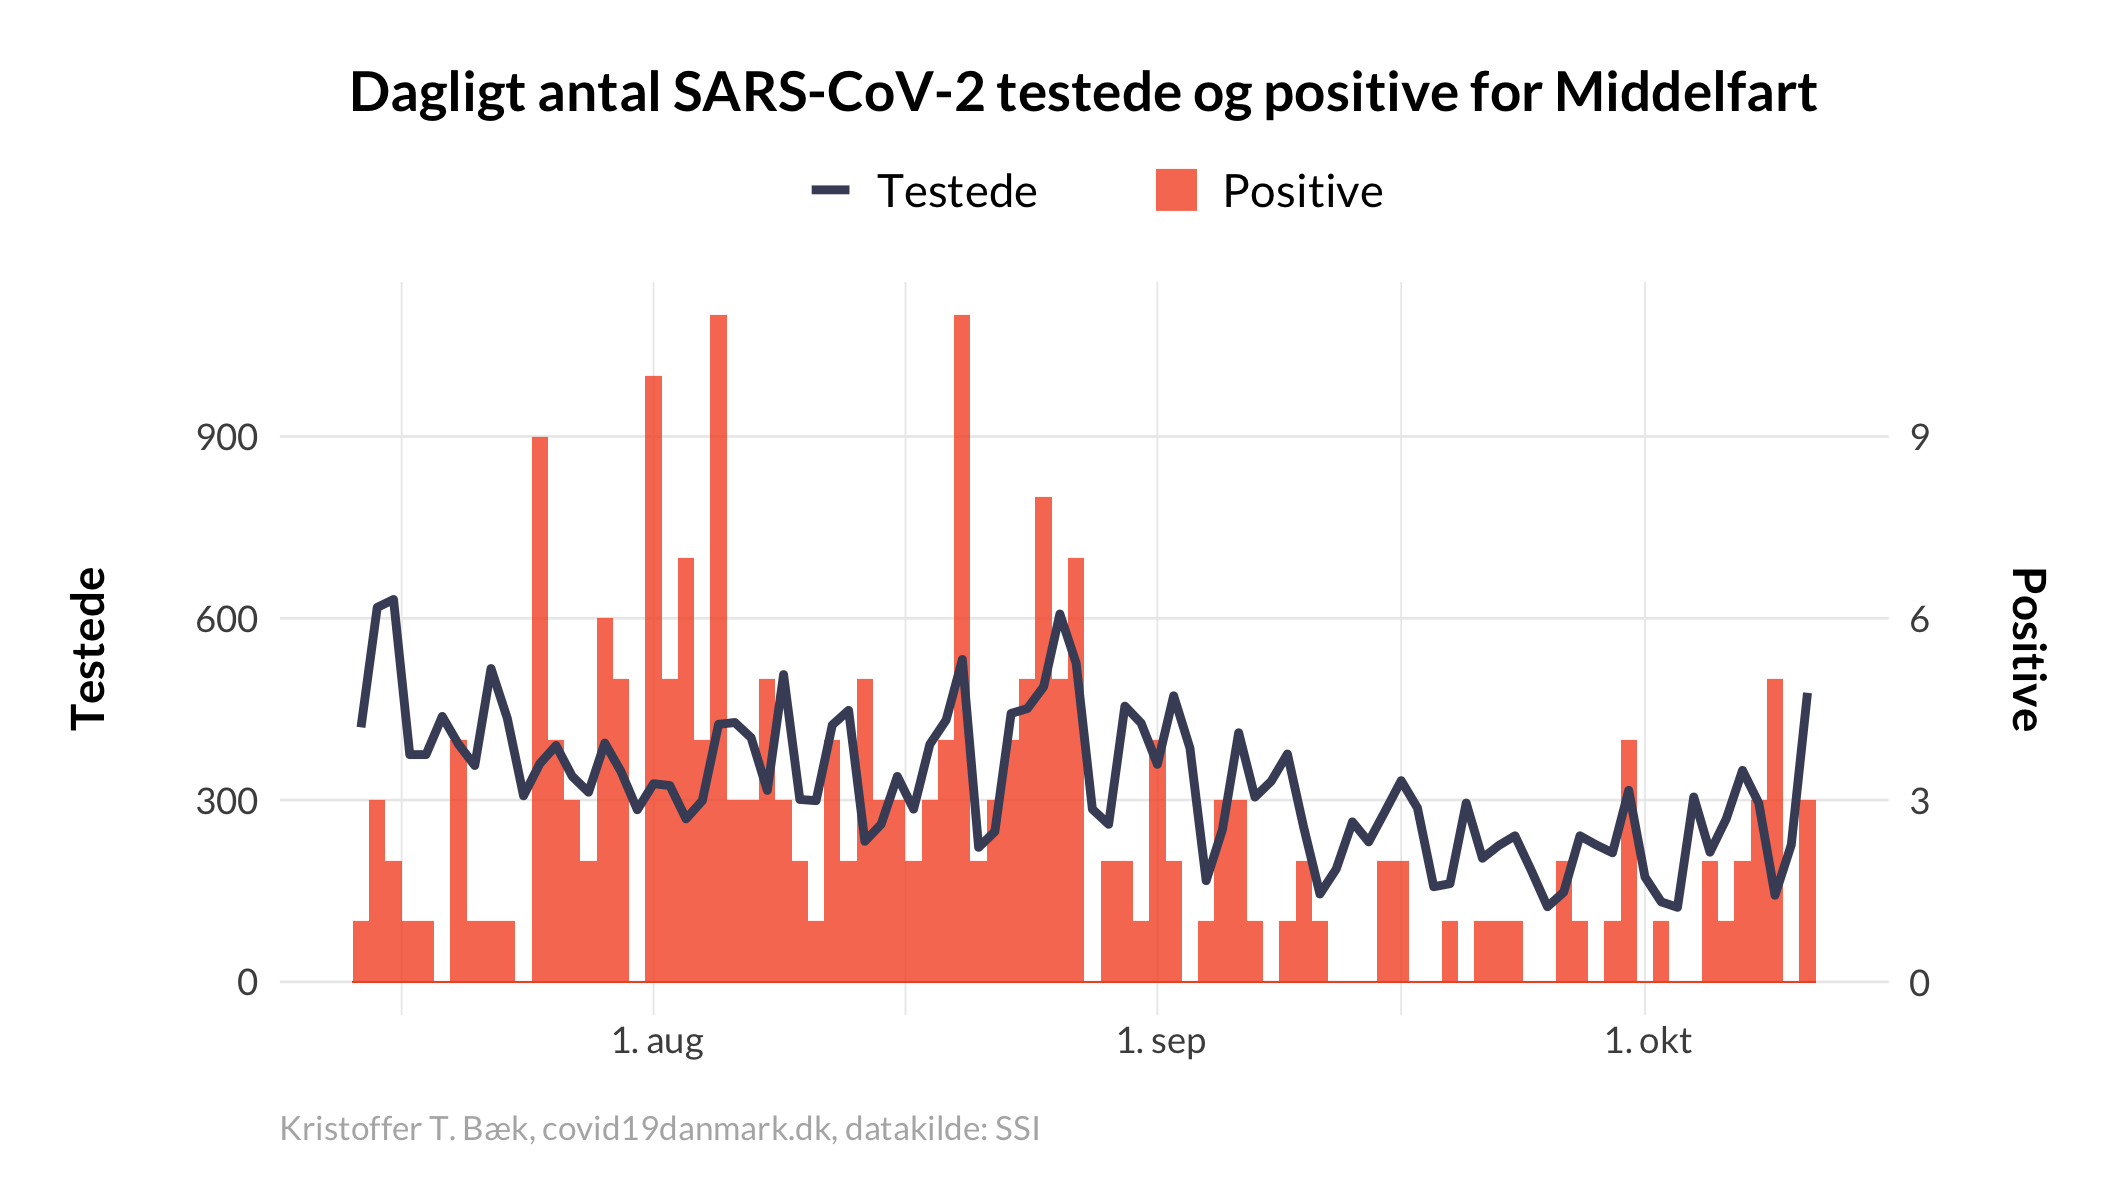 Dagligt antal SARS-CoV-2 testede og positive for Middelfart
Testede
Positive
900
600
300
0
9
6
3
0
Testede
Positive
1. aug
1. sep
1. okt
Kristoffer T. Bæk, covid19danmark.dk, datakilde: SSI